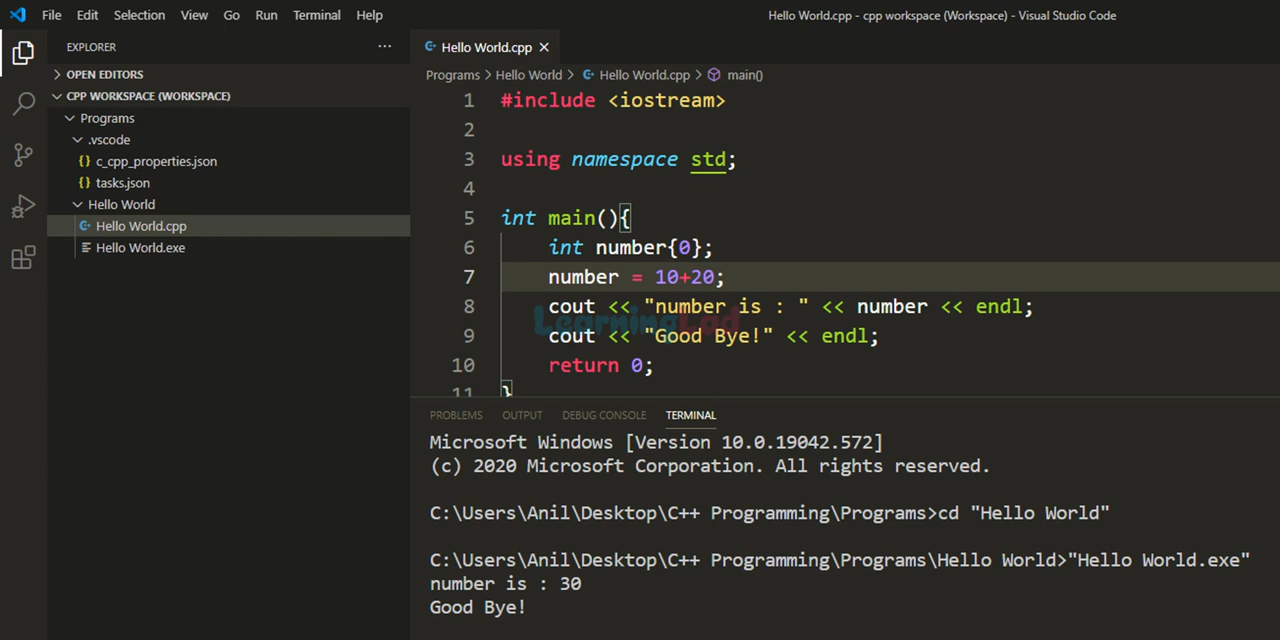 File Edit Selection View Go Run Terminal Help
Hello World.cpp - cpp workspace (Workspace) - Visual Studio Code
EXPLORER ...
OPEN EDITORS
CPP WORKSPACE (WORKSPACE)
Programs
.vscode
{} c_cpp_properties.json
{} tasks.json
Hello World
Hello World.cpp
Hello World.exe
Hello World.cpp
Programs > Hello World > Hello World.cpp > main()
1 #include <iostream>
2
3 using namespace std;
4
5 int main(){
6 int number{0};
7 number = 10+20;
8 cout << "number is : " << number << endl;
LearningLad
9 cout << "Good Bye!" << endl;
10 return 0;
11 }
PROBLEMS OUTPUT DEBUG CONSOLE TERMINAL
Microsoft Windows [Version 10.0.19042.572]
(c) 2020 Microsoft Corporation. All rights reserved.
C:\Users\Anil\Desktop\C++ Programming\Programs>cd "Hello World"
C:\Users\Anil\Desktop\C++ Programming\Programs\Hello World>"Hello World.exe"
number is : 30
Good Bye!